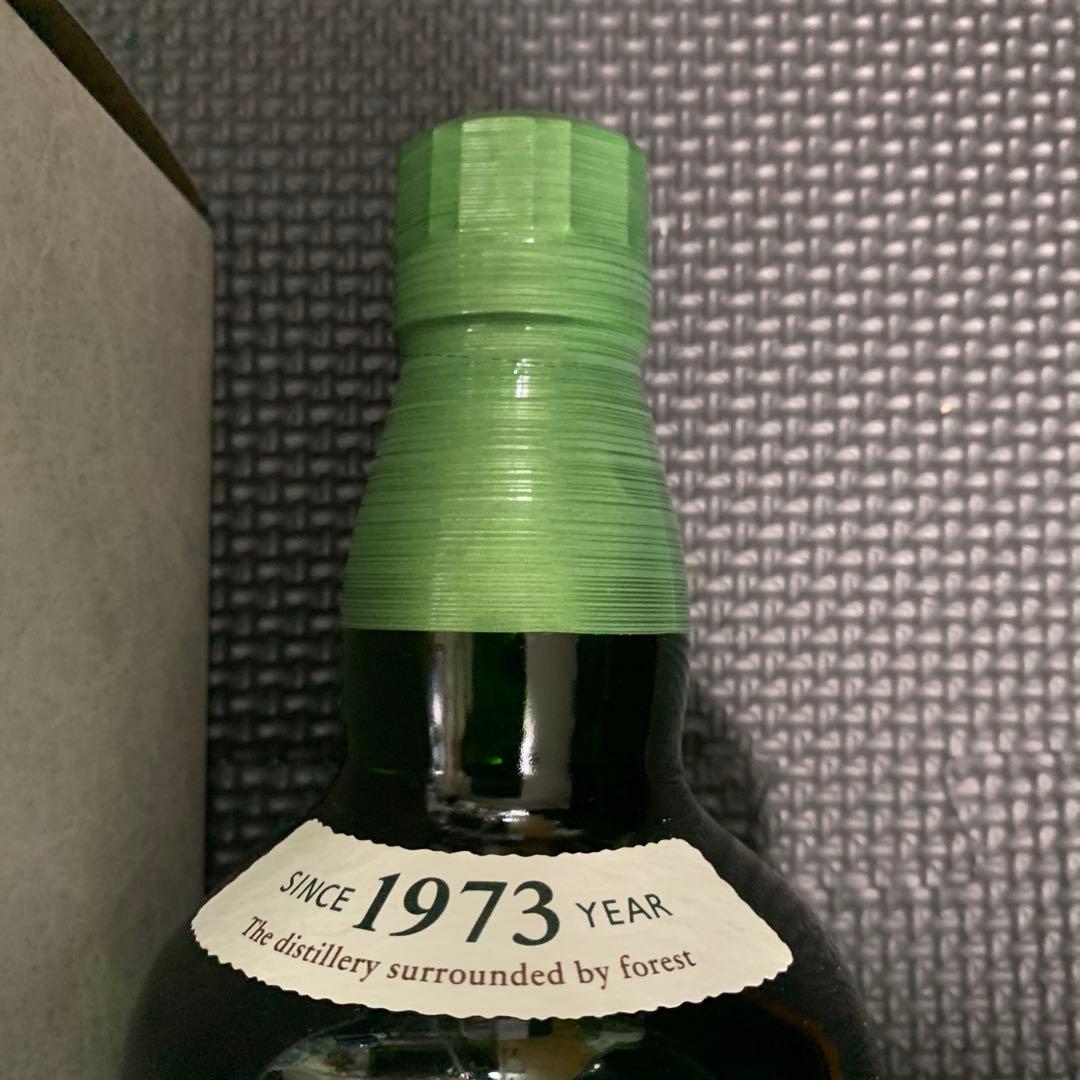 SINCE 1973 YEAR
The distillery surrounded by forest